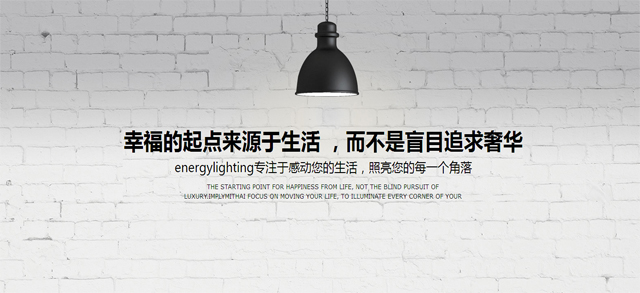 幸福的起点来源于生活 ，而不是盲目追求奢华
energylighting专注于感动您的生活，照亮您的每一个角落
THE STARTING POINT FOR HAPPINESS FROM LIFE, NOT THE BLIND PURSUIT OF
LUXURY.IMPLYMITHAI FOCUS ON MOVING YOUR LIFE, TO ILLUMINATE EVERY CORNER OF YOUR